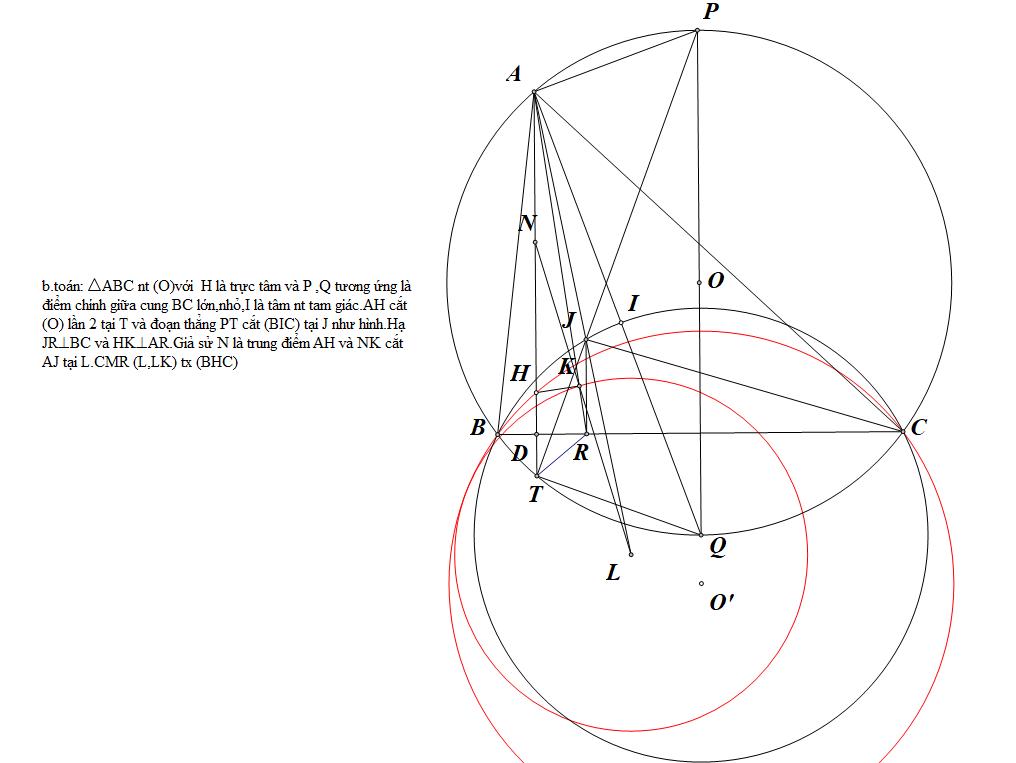 P
A
N
b.toán: △ABC nt (O)với H là trực tâm và P ,Q tương ứng là
O
điểm chính giữa cung BC lớn,nhỏ,I là tâm nt tam giác.AH cắt
I
(O) lần 2 tại T và đoạn thẳng PT cắt (BIC) tại J như hình.Hạ
J
JR⊥BC và HK⊥AR.Giả sử N là trung điểm AH và NK cắt
AJ tại L.CMR (L,LK) tx (BHC)
K
H
B
C
D
R
T
Q
L
O'